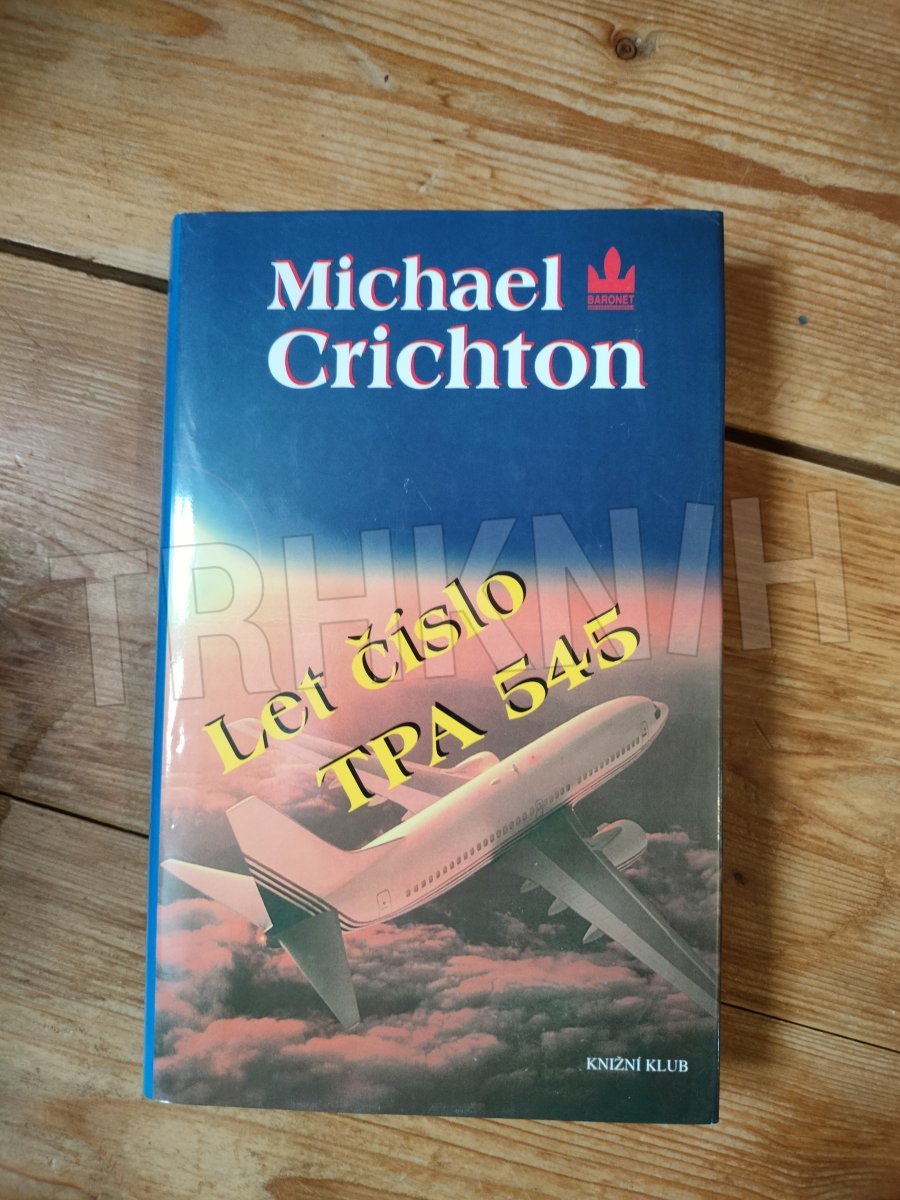 Michael
BARONET
Crichton
TRHKNIH
Let číslo
TPA 545
KNIŽNÍ KLUB